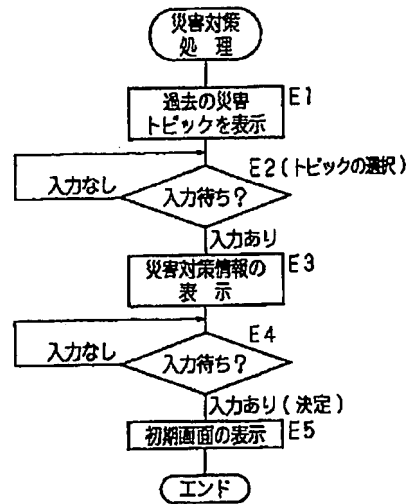 災害対策
処　理
過去の災害
トピックを表示
E1
E2(トピックの選択)
入力なし
入力待ち?
入力あり
災害対策情報の
表　示
E3
E4
入力なし
入力待ち?
入力あり(決定)
初期画面の表示
E5
エンド